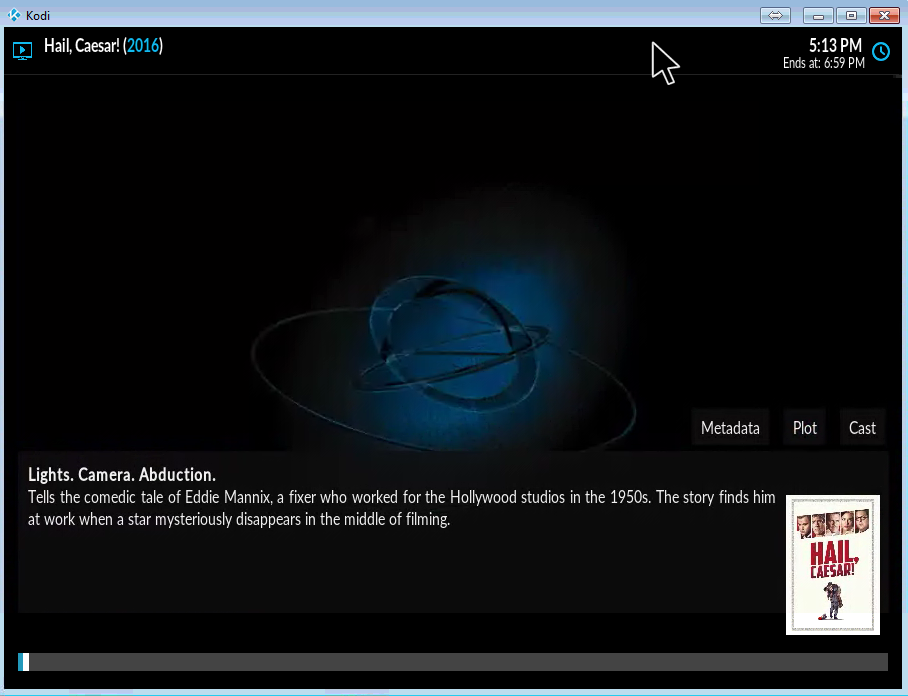 Kodi
Hail, Caesar! (2016)
5:13 PM
Ends at: 6:59 PM
Metadata
Plot
Cast
Lights. Camera. Abduction.
Tells the comedic tale of Eddie Mannix, a fixer who worked for the Hollywood studios in the 1950s. The story finds him
at work when a star mysteriously disappears in the middle of filming.
HAIL,
CAESAR!